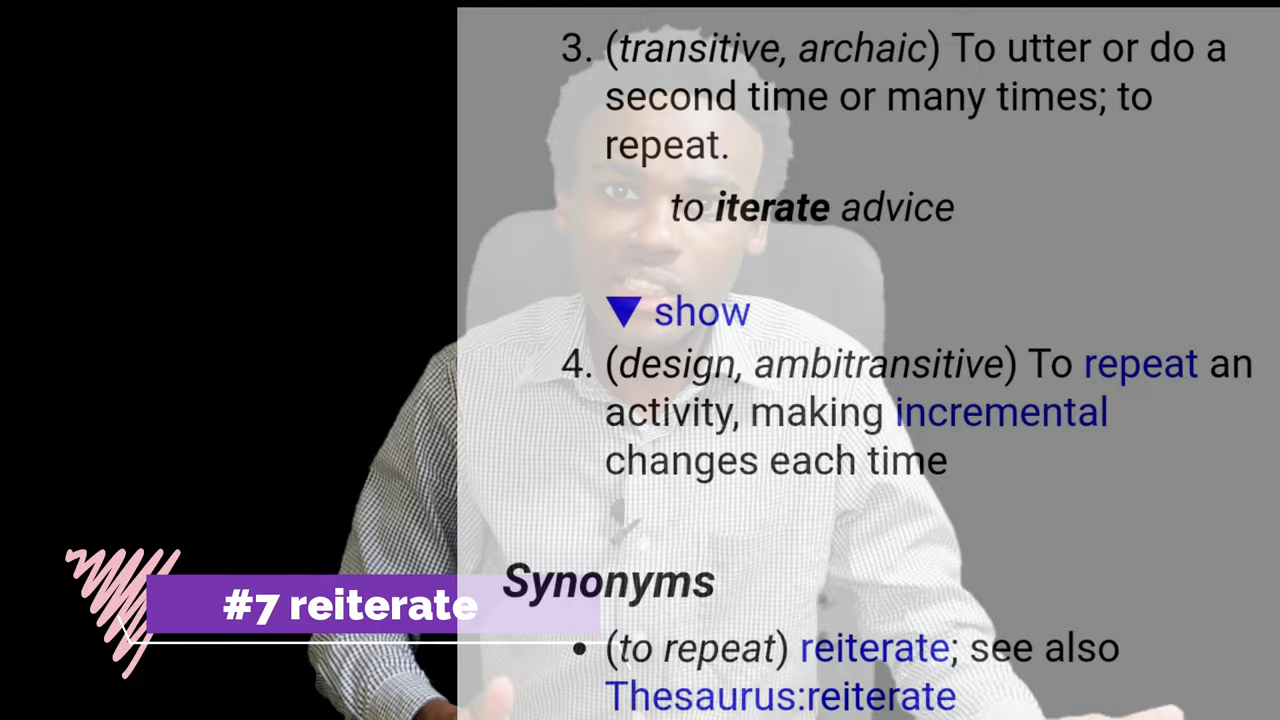 3. (transitive, archaic) To utter or do a
second time or many times; to
repeat.
to iterate advice
▼ show
4. (design, ambitransitive) To repeat an
activity, making incremental
changes each time
Synonyms
#7 reiterate
• (to repeat) reiterate; see also
Thesaurus:reiterate